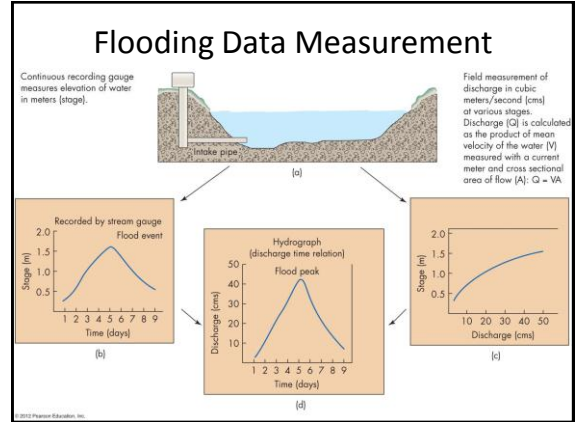 Flooding Data Measurement
Continuous recording gauge
measures elevation of water
in meters (stage).
Field measurement of
discharge in cubic
meters/second (cms)
at various stages.
Discharge (Q) is calculated
as the product of mean
velocity of the water (V)
measured with a current
meter and cross sectional
area of flow (A): Q = VA
Intake pipe
(a)
Recorded by stream gauge
Flood event
Stage (m)
2.0
1.5
1.0
0.5
1 2 3 4 5 6 7 8 9
Time (days)
(b)
Hydrograph
(discharge time relation)
Flood peak
Discharge (cms)
50
40
30
20
10
1 2 3 4 5 6 7 8 9
Time (days)
(d)
Stage (m)
2.0
1.5
1.0
0.5
10 20 30 40 50
Discharge (cms)
(c)
© 2012 Pearson Education, Inc.